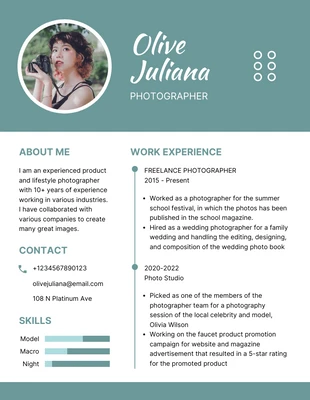 Olive
Juliana
PHOTOGRAPHER
ABOUT ME
I am an experienced product
and lifestyle photographer
with 10+ years of experience
working in various industries.
I have collaborated with
various companies to create
many great images.
CONTACT
+1234567890123
olivejuliana@email.com
108 N Platinum Ave
SKILLS
Model
Macro
Night
WORK EXPERIENCE
FREELANCE PHOTOGRAPHER
2015 - Present
• Worked as a photographer for the summer
school festival, in which the photos has been
published in the school magazine.
• Hired as a wedding photographer for a family
wedding and handling the editing, designing,
and composition of the wedding photo book
2020-2022
Photo Studio
• Picked as one of the members of the
photographer team for a photography
session of the local celebrity and model,
Olivia Wilson
• Working on the faucet product promotion
campaign for website and magazine
advertisement that resulted in a 5-star rating
for the promoted product